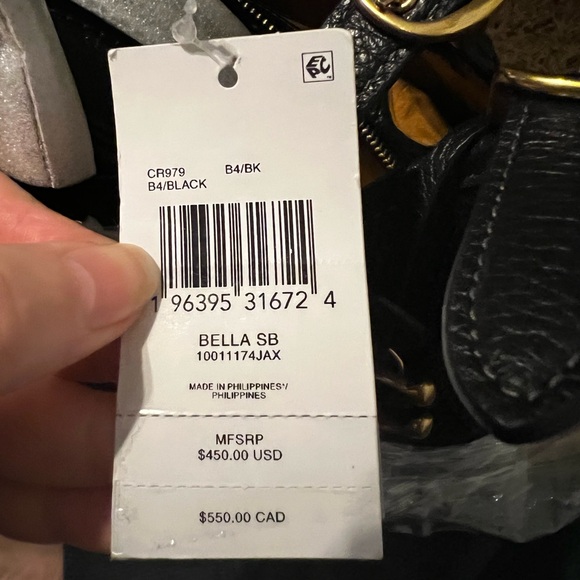 EPC
CR979 B4/BK
B4/BLACK
1 96395 31672 4
BELLA SB
10011174JAX
MADE IN PHILIPPINES*/
PHILIPPINES
MFSRP
$450.00 USD
$550.00 CAD